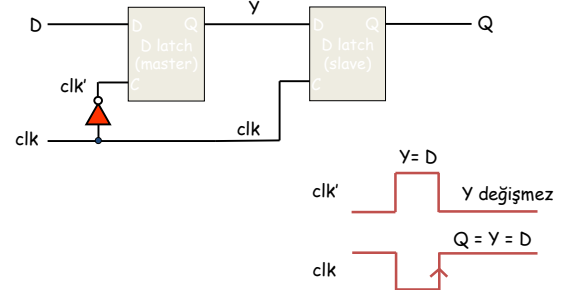 Y
D
D Q
D Q
Q
D latch
(master)
D latch
(slave)
clk'
C
C
clk
clk
Y= D
clk'
Y değişmez
Q = Y = D
clk